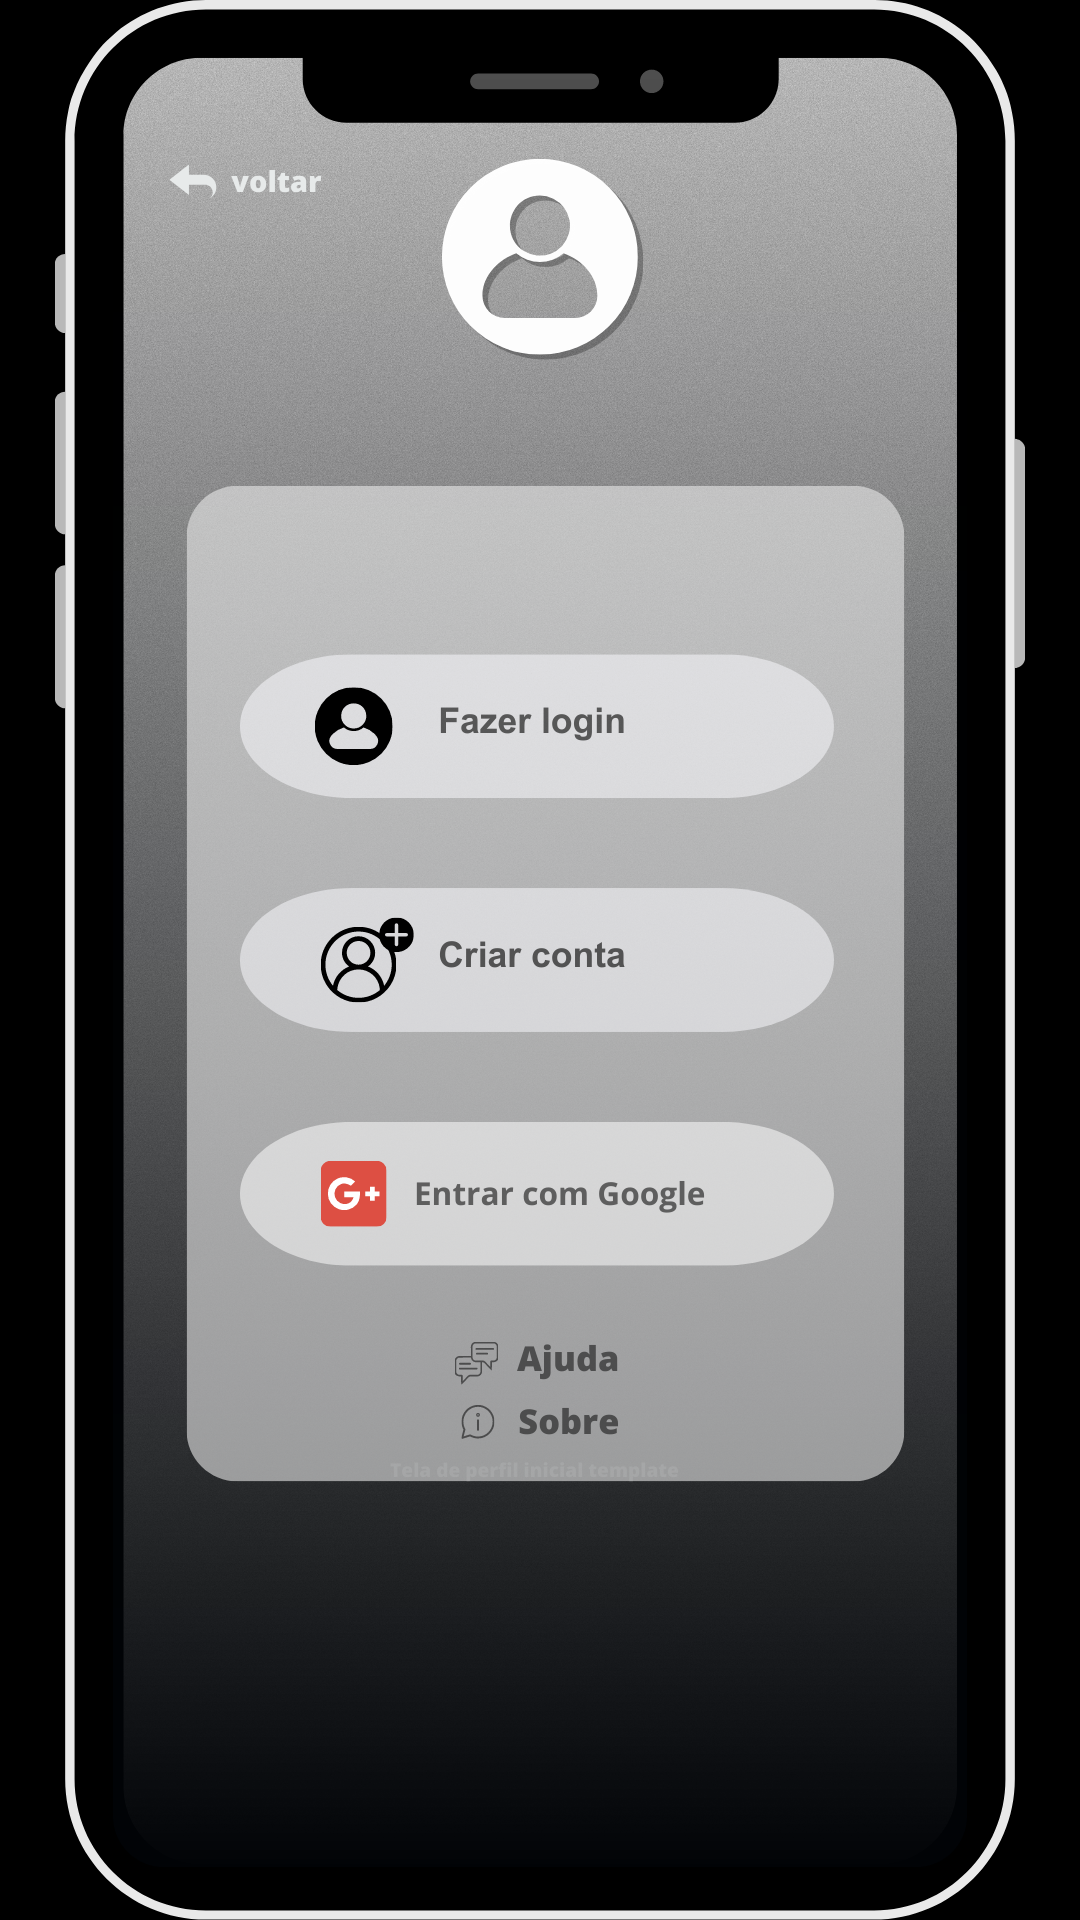 voltar
Fazer login
Criar conta
G+ Entrar com Google
Ajuda
Sobre
Tela de perfil inicial template